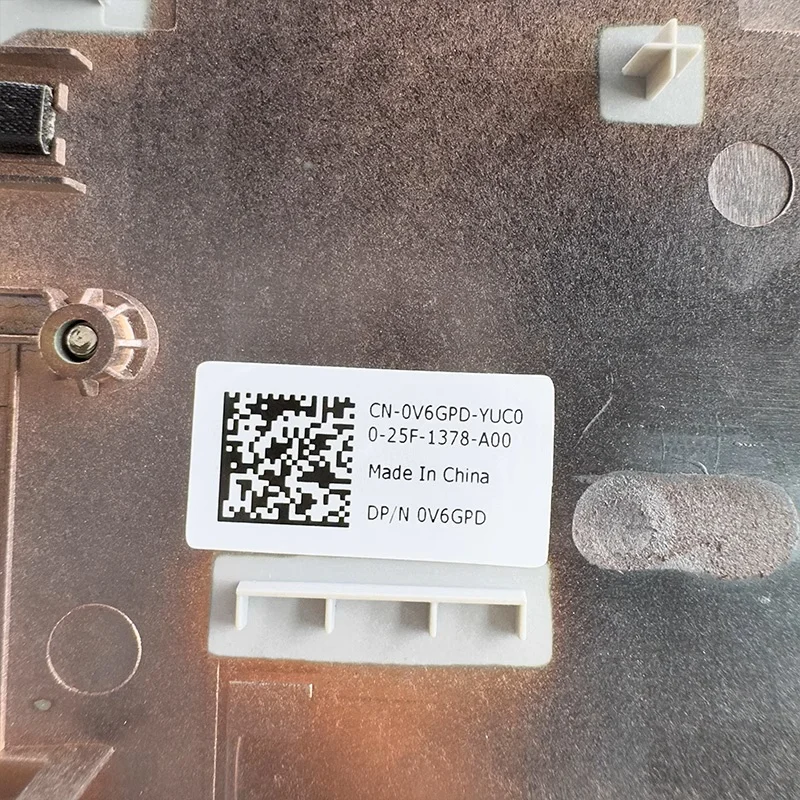 CN-0V6GPD-YUC0
0-25F-1378-A00
Made In China
DP/N 0V6GPD